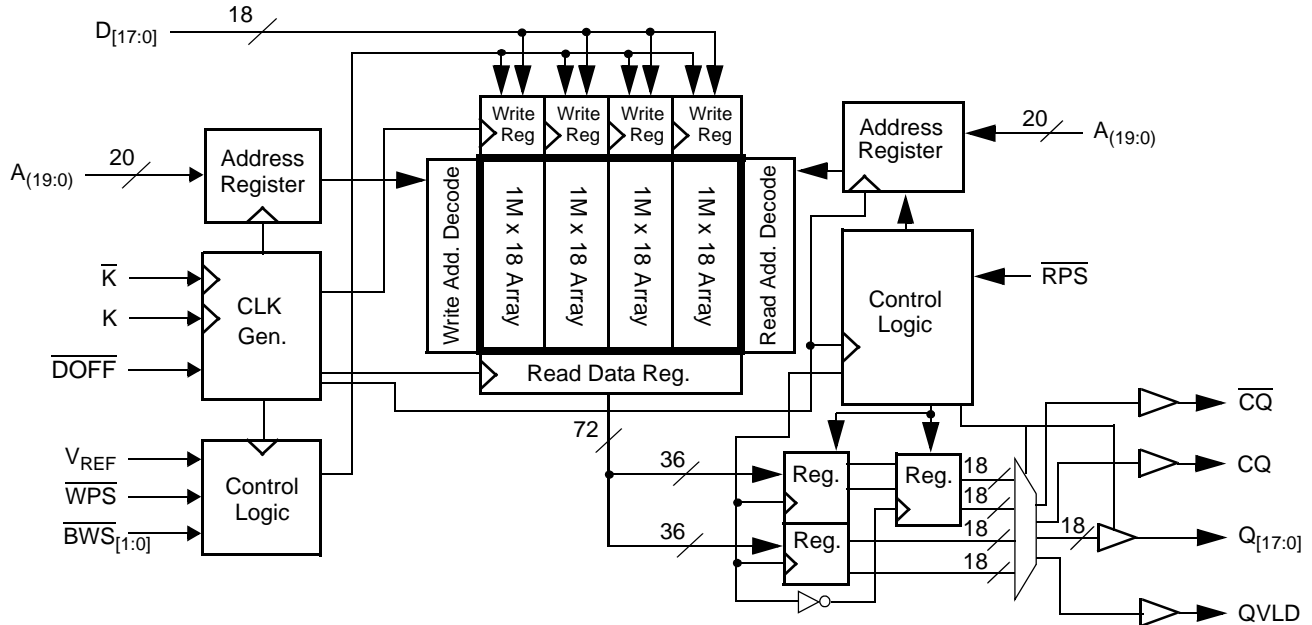 D[17:0]
18
Write Reg
Write Reg
Write Reg
Write Reg
A(19:0)
20
Address Register
Write Add. Decode
1M x 18 Array
1M x 18 Array
1M x 18 Array
1M x 18 Array
Read Add. Decode
Address Register
20
A(19:0)
K
K
DOFF
CLK Gen.
Control Logic
RPS
Read Data Reg.
VREF
WPS
BWS[1:0]
Control Logic
72
36
36
Reg.
Reg.
Reg.
18
18
18
18
18
CQ
CQ
Q[17:0]
QVLD